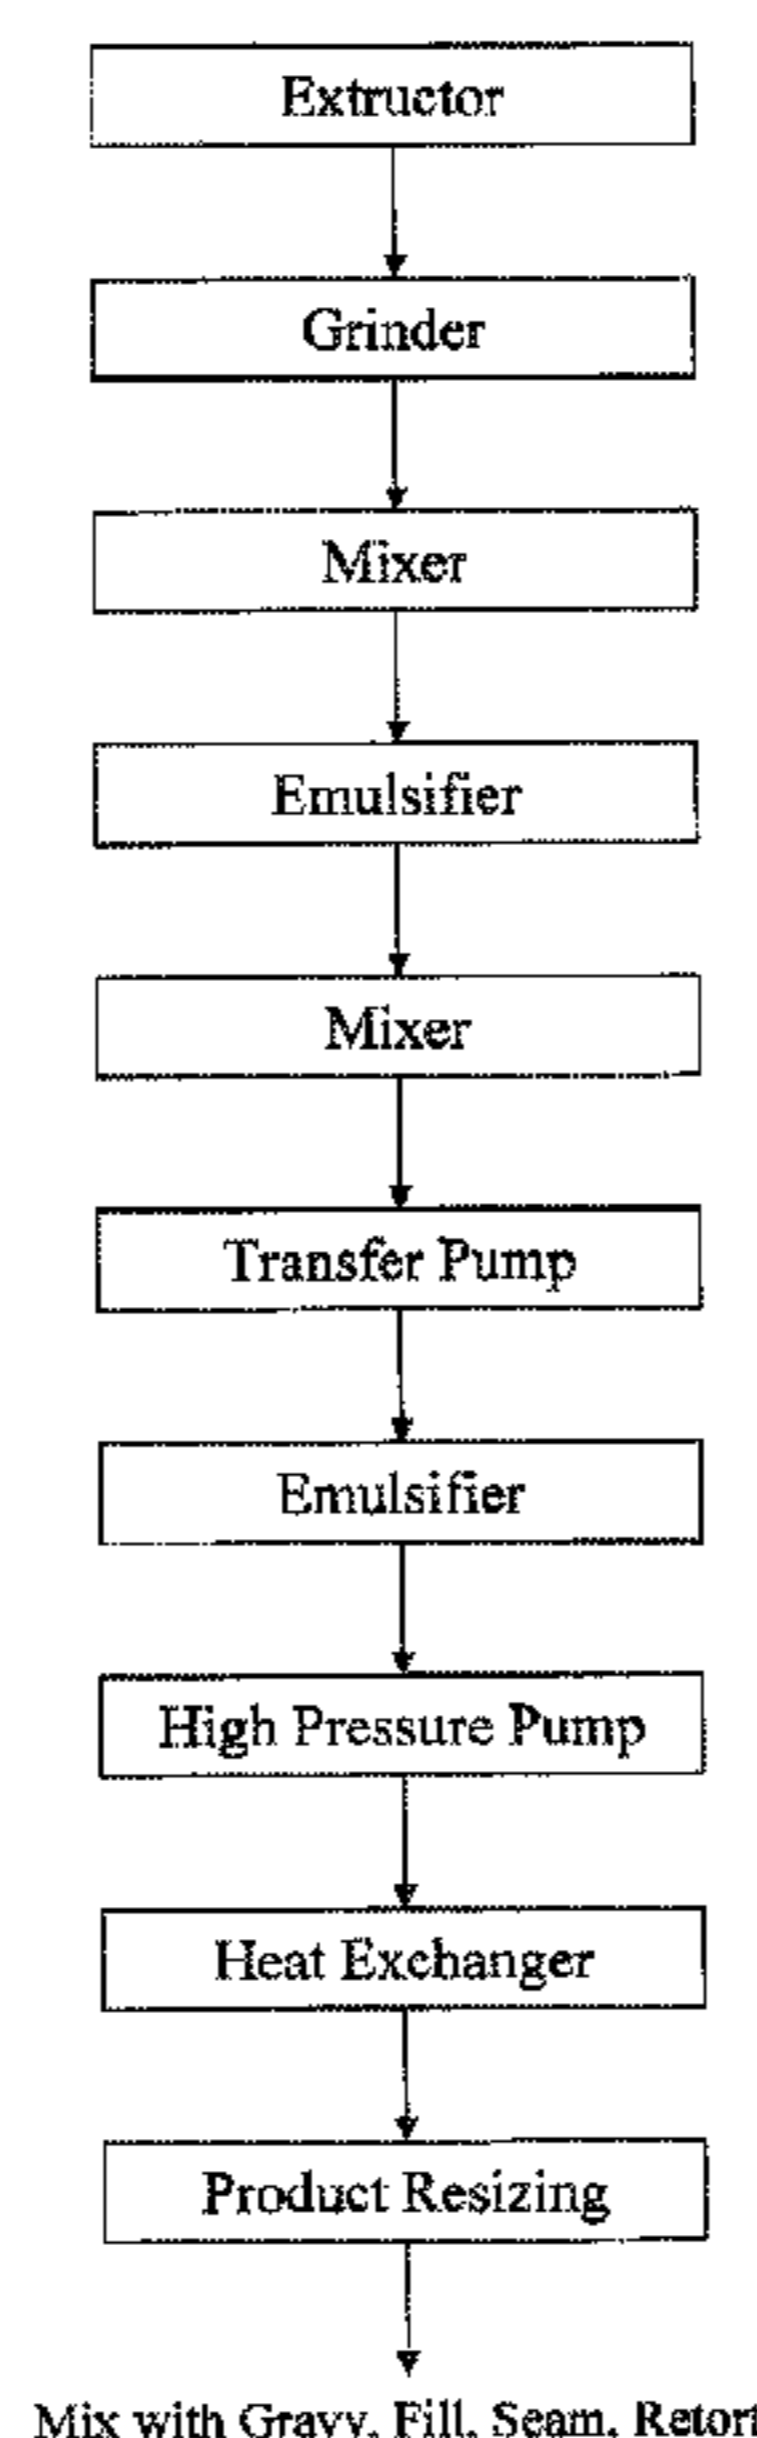 Extructor
Grinder
Mixer
Emulsifier
Mixer
Transfer Pump
Emulsifier
High Pressure Pump
Heat Exchanger
Product Resizing
Mix with Gravy, Fill, Seam, Retort